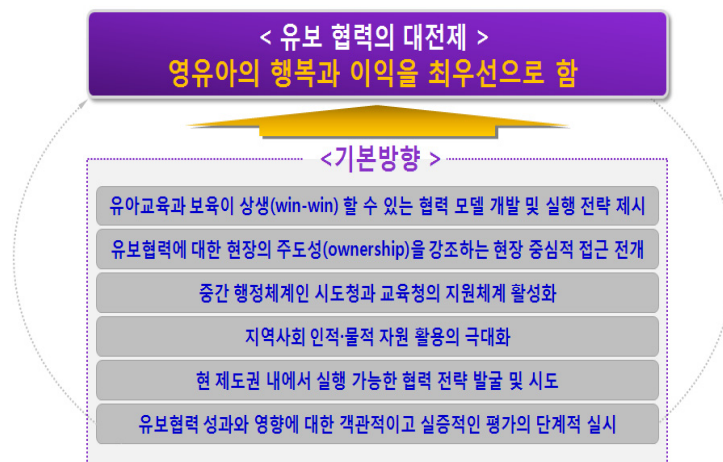 < 유보 협력의 대전제 >
영유아의 행복과 이익을 최우선으로 함
<기본방향 >
유아교육과 보육이 상생(win-win) 할 수 있는 협력 모델 개발 및 실행 전략 제시
유보협력에 대한 현장의 주도성(ownership)을 강조하는 현장 중심적 접근 전개
중간 행정체계인 시도청과 교육청의 지원체계 활성화
지역사회 인적·물적 자원 활용의 극대화
현 제도권 내에서 실행 가능한 협력 전략 발굴 및 시도
유보협력 성과와 영향에 대한 객관적이고 실증적인 평가의 단계적 실시